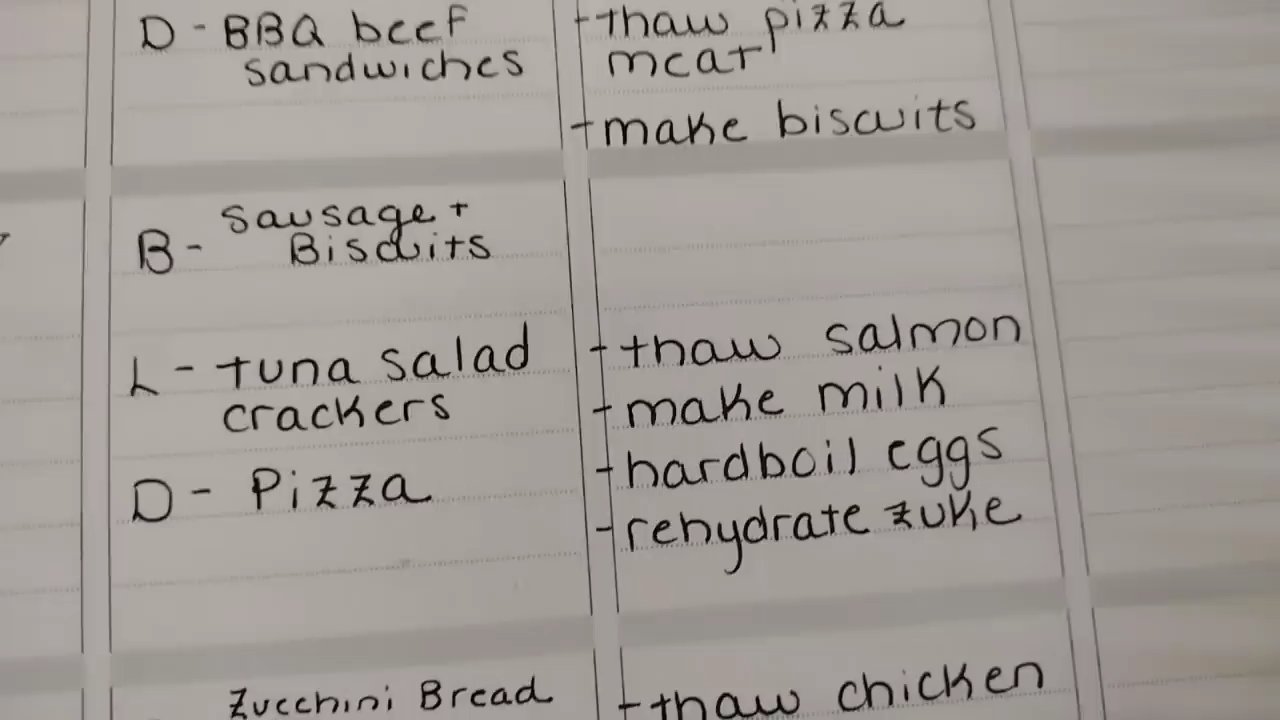 D - BBQ beef
sandwiches
- thaw pizza
meat
- make biscuits
B - Sausage +
Biscuits
L - tuna salad
crackers
D - Pizza
- thaw salmon
- make milk
- hardboil eggs
- rehydrate zuke
Zucchini Bread
- thaw chicken